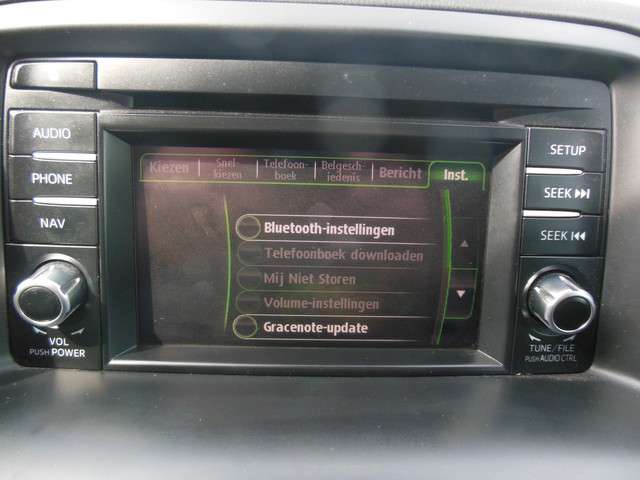 AUDIO
PHONE
NAV
VOL
PUSH POWER
Kiezen
Snel-
kiezen
Telefoon-
boek
Belgesch-
iedenis
Bericht
Inst.
Bluetooth-instellingen
Telefoonboek downloaden
Mij Niet Storen
Volume-instellingen
Gracenote-update
SETUP
SEEK
SEEK
TUNE/FILE
PUSH AUDIO CTRL